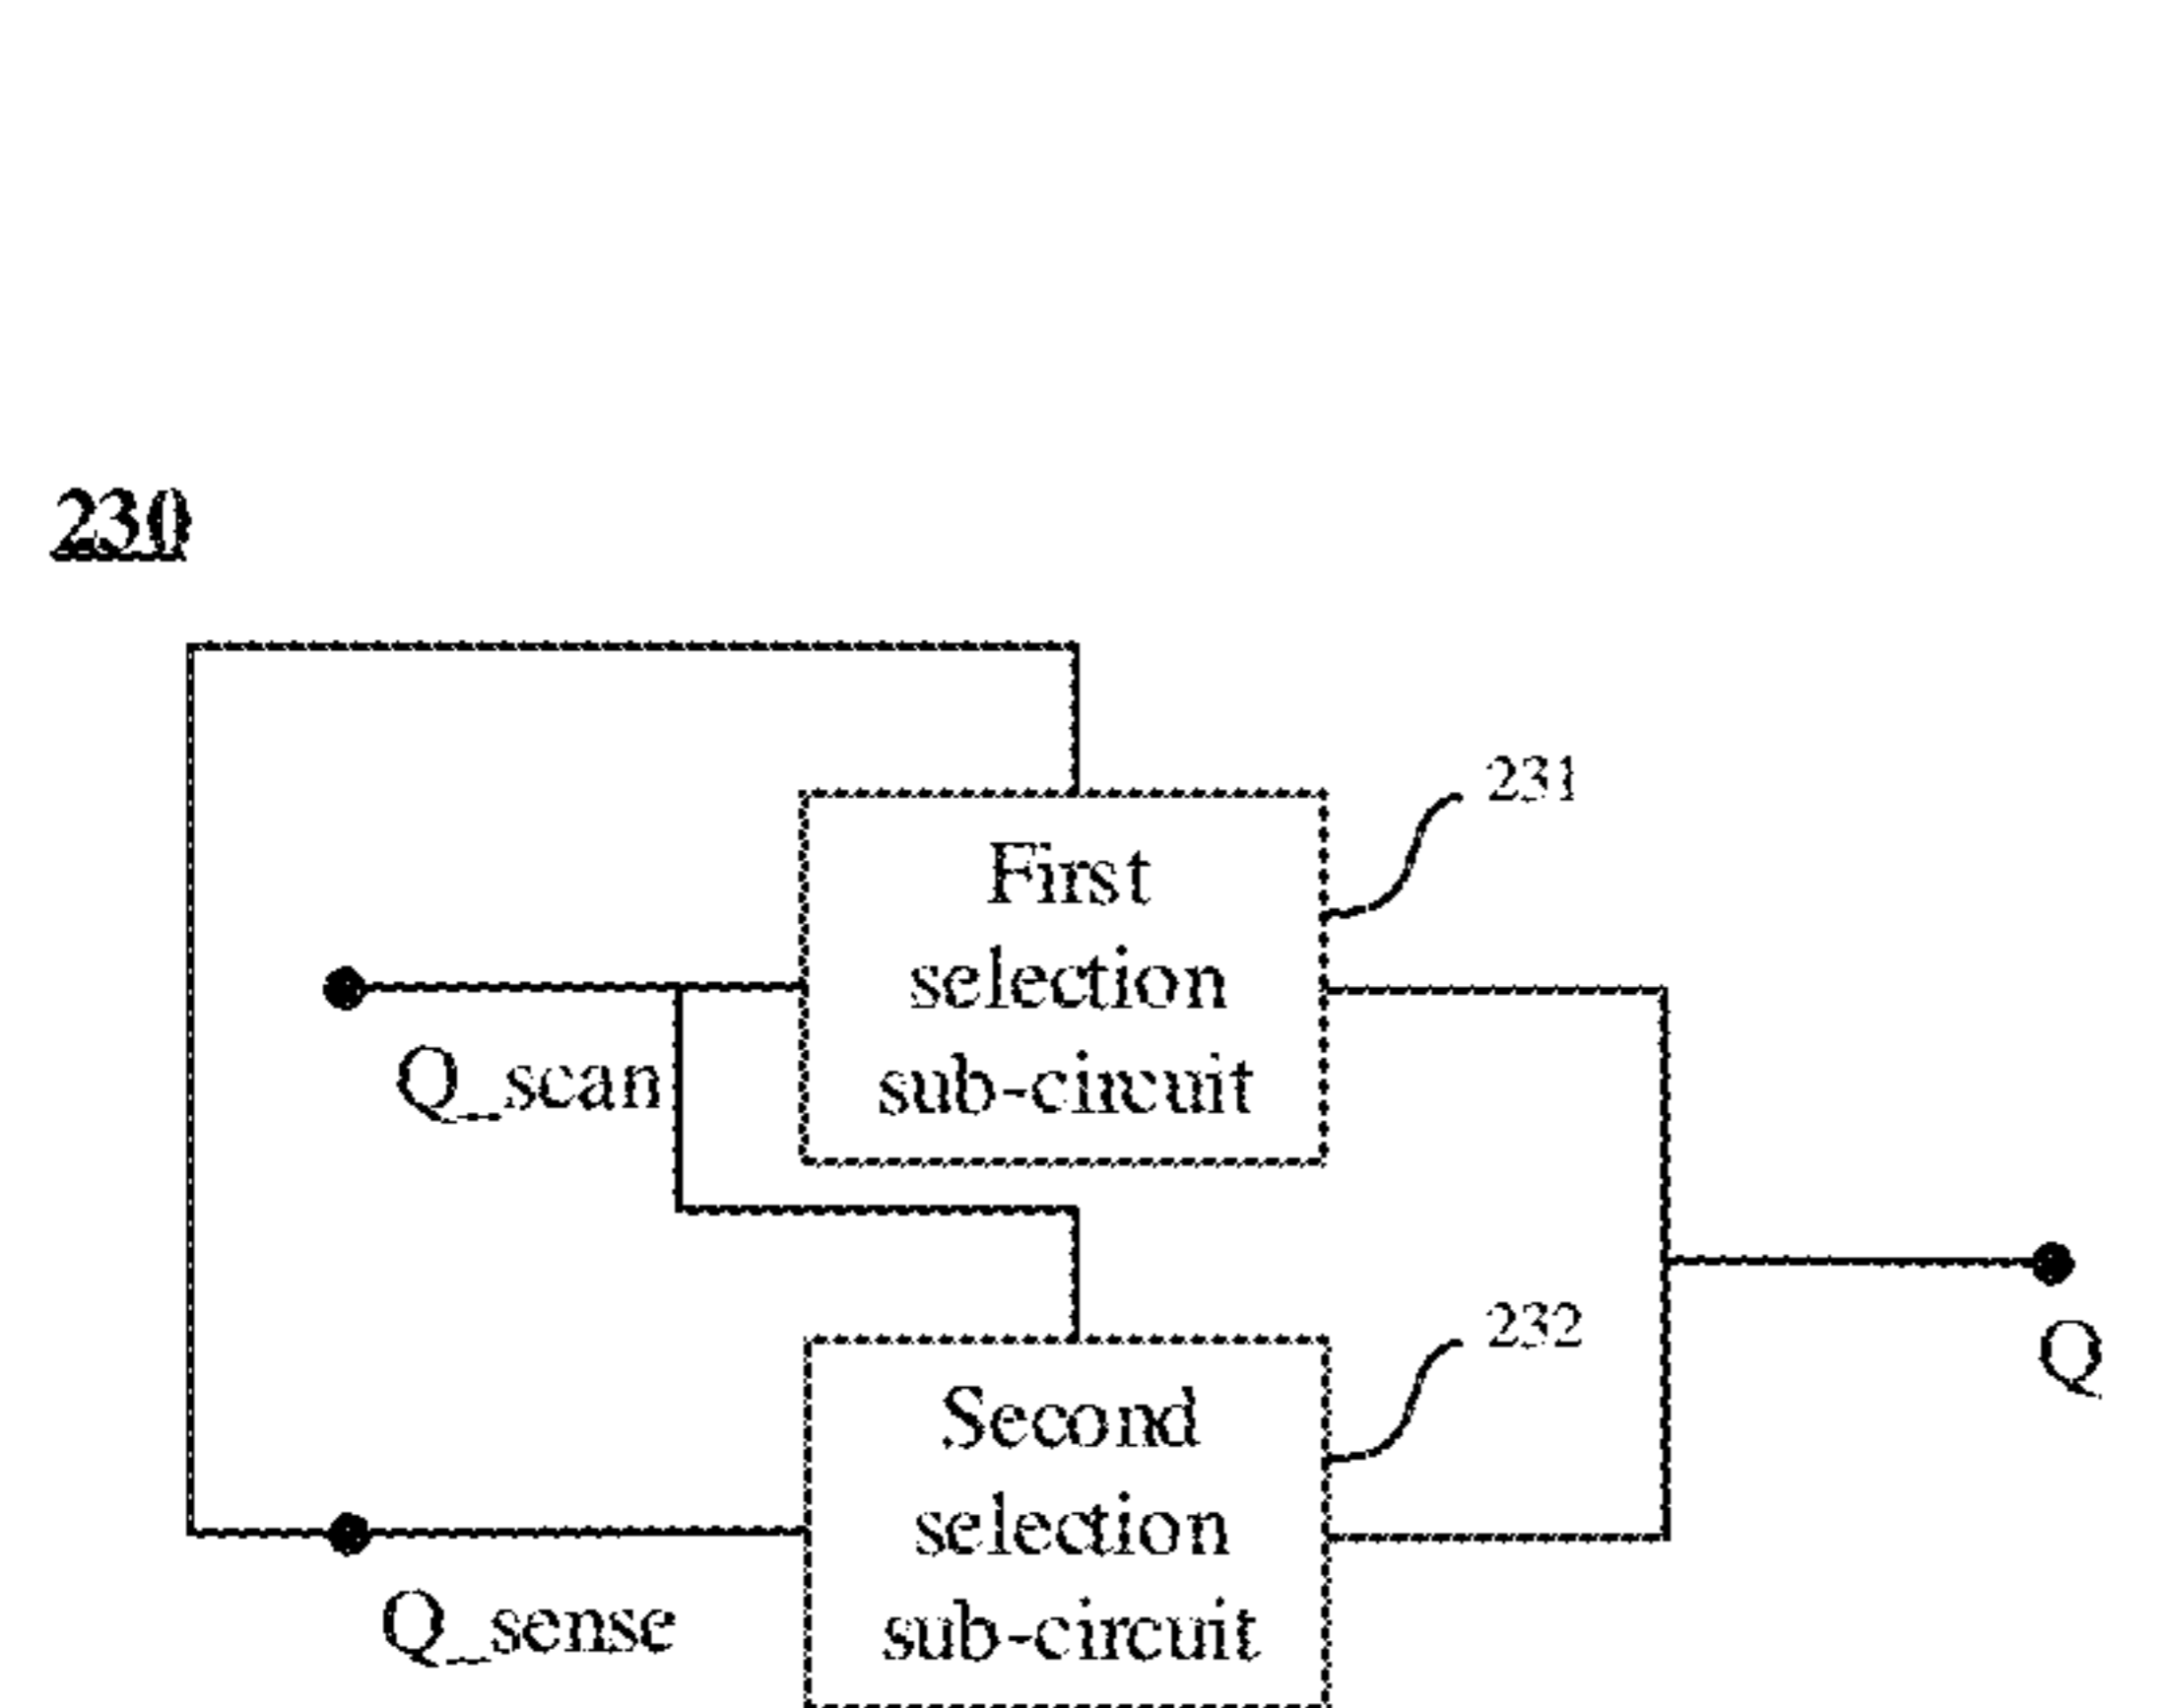 230
231
First
selection
sub-circuit
Q_scan
232
Q
Second
selection
sub-circuit
Q_sense